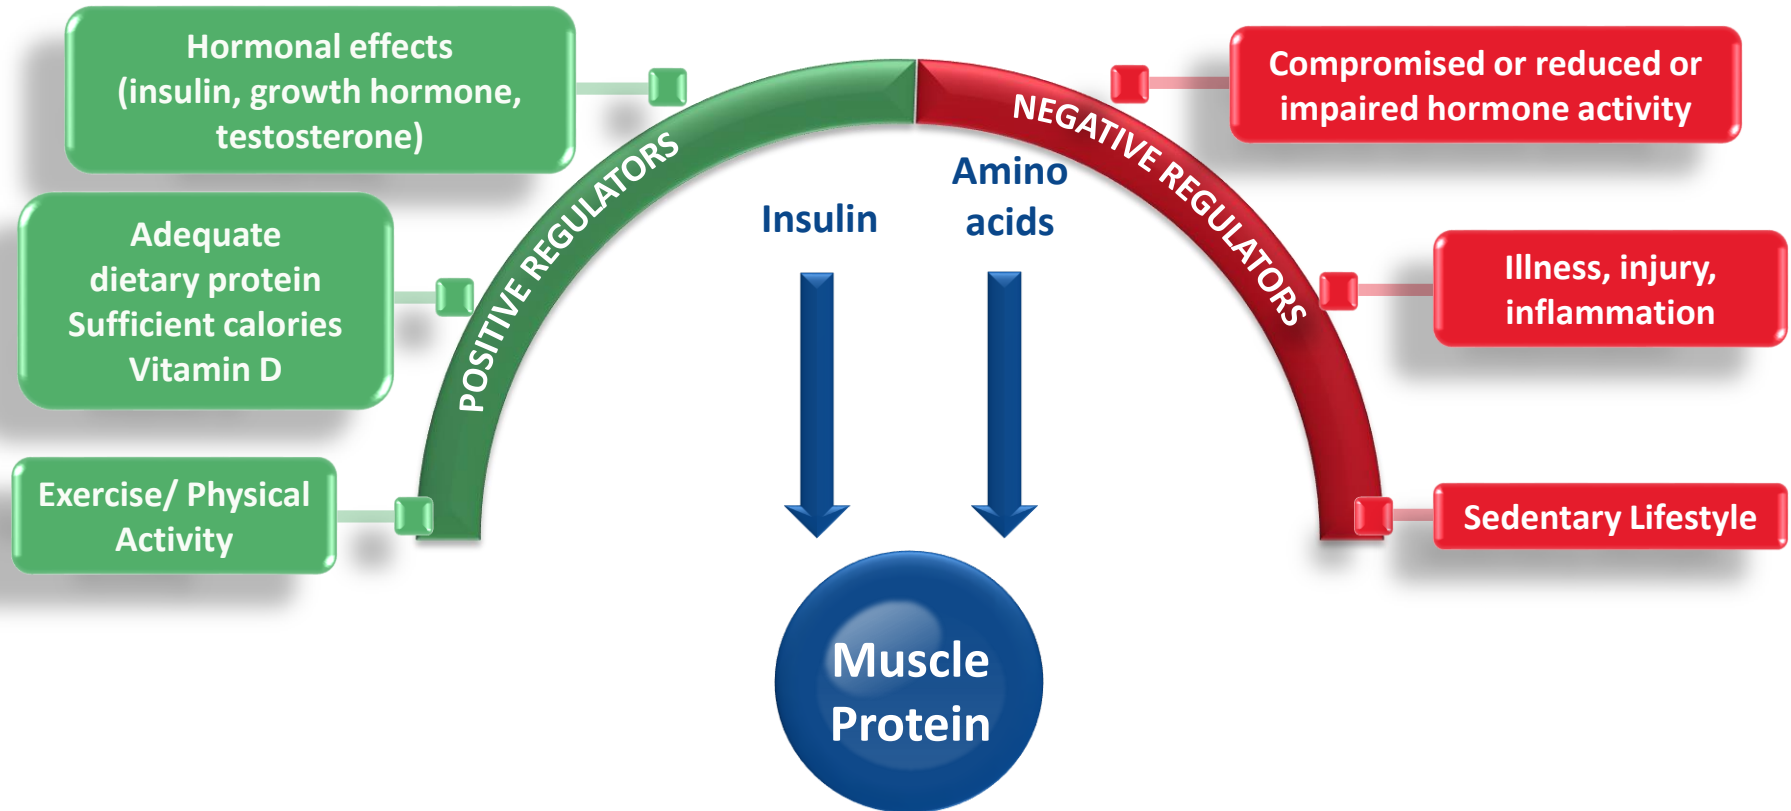 Hormonal effects
(insulin, growth hormone,
testosterone)
Adequate
dietary protein
Sufficient calories
Vitamin D
Exercise/ Physical
Activity
POSITIVE REGULATORS
NEGATIVE REGULATORS
Insulin
Amino
acids
Muscle
Protein
Compromised or reduced or
impaired hormone activity
Illness, injury,
inflammation
Sedentary Lifestyle